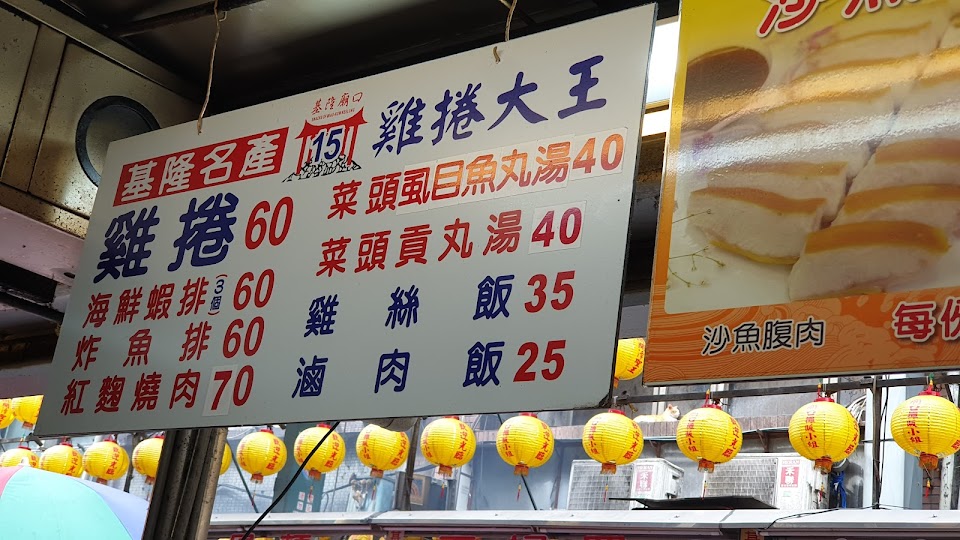 基隆廟口
15
雞捲大王
基隆名產
雞捲60
海鮮蝦排(3個)60
炸魚排60
紅麴燒肉70
菜頭虱目魚丸湯40
菜頭貢丸湯40
雞絲飯35
滷肉飯25
沙魚
沙魚腹肉
每份